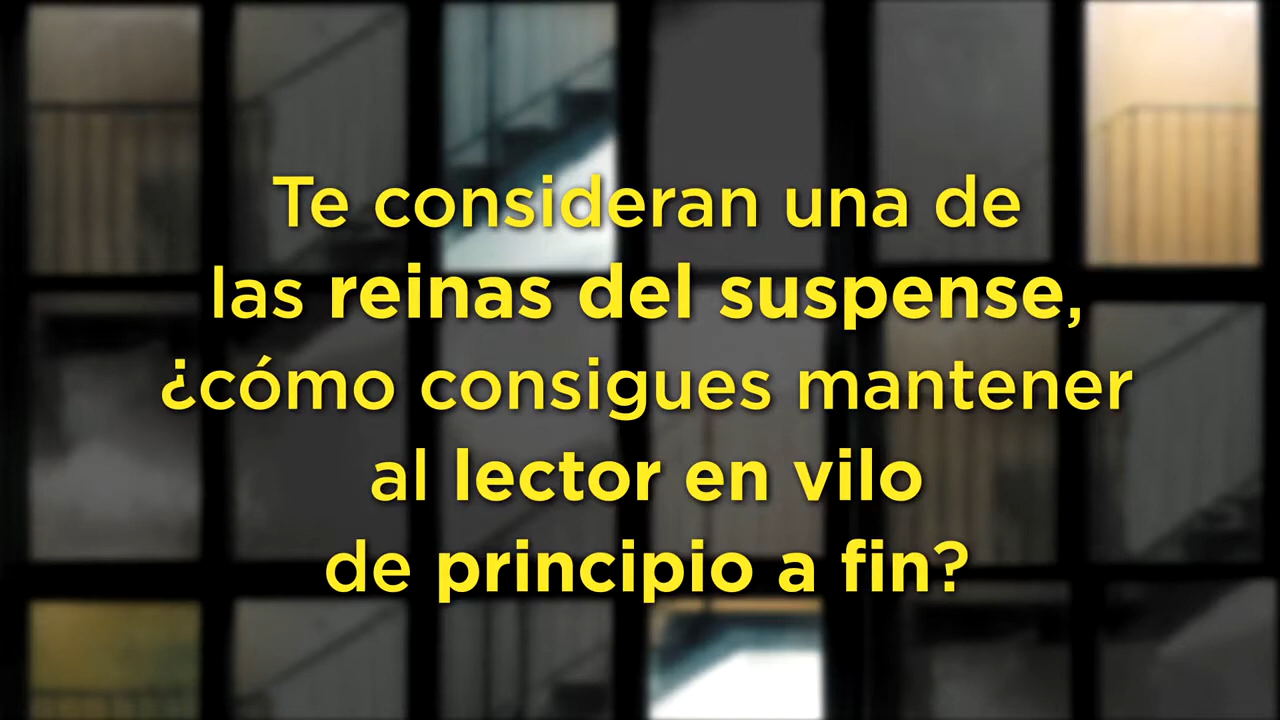 Te consideran una de
las reinas del suspense,
¿cómo consigues mantener
al lector en vilo
de principio a fin?